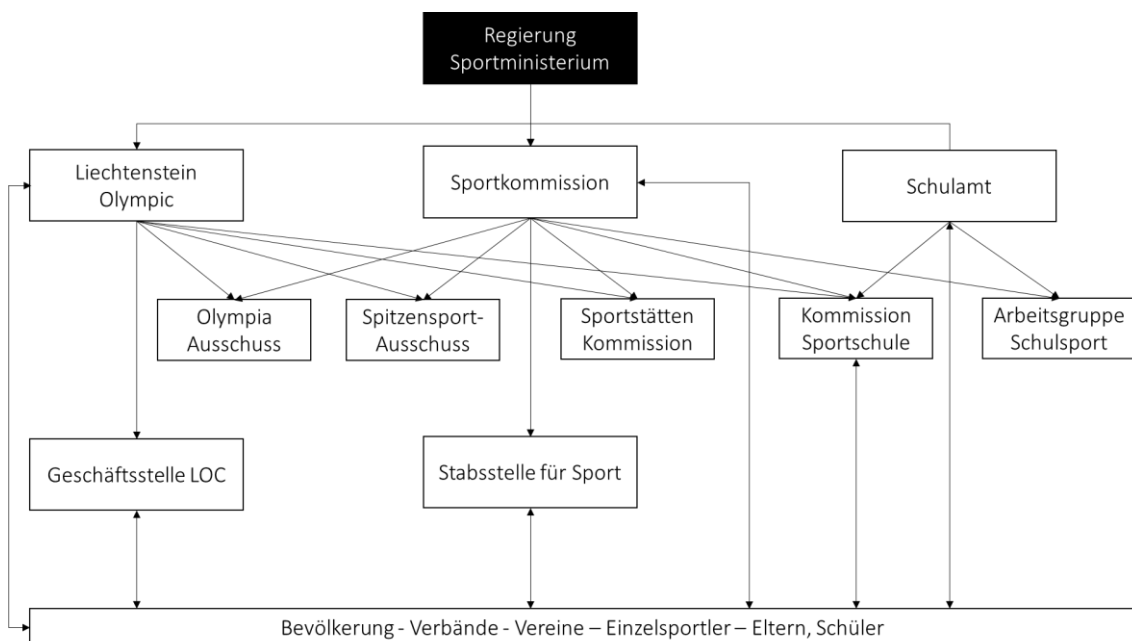 Regierung
Sportministerium
Liechtenstein
Olympic
Sportkommission
Schulamt
Olympia
Ausschuss
Spitzensport-
Ausschuss
Sportstätten
Kommission
Kommission
Sportschule
Arbeitsgruppe
Schulsport
Geschäftsstelle LOC
Stabsstelle für Sport
Bevölkerung - Verbände - Vereine – Einzelsportler – Eltern, Schüler